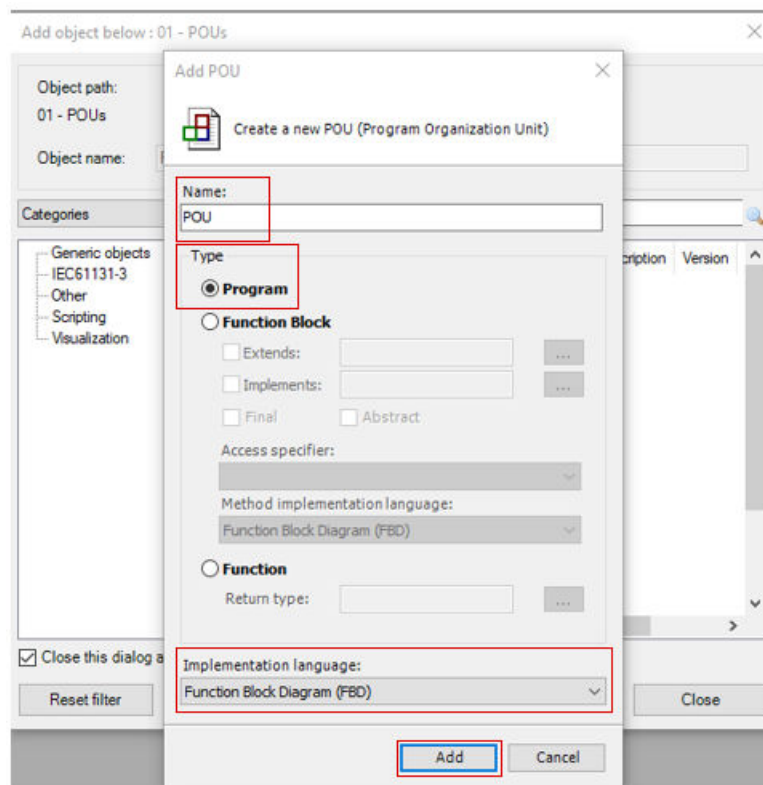 Add object below : 01 - POUs
Object path:
01 - POUs
Object name:
Categories
Generic objects
IEC61131-3
Other
Scripting
Visualization
Version
Close this dialog a
Reset filter
Close
Add POU
Create a new POU (Program Organization Unit)
Name:
POU
Type
Program
Function Block
Extends:
...
Implements:
...
Final Abstract
Access specifier:
Method implementation language:
Function Block Diagram (FBD)
Function
Return type:
...
Implementation language:
Function Block Diagram (FBD)
Add Cancel